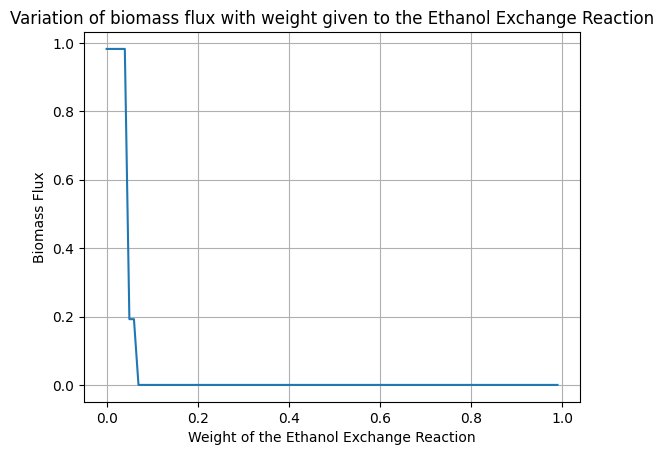 Variation of biomass flux with weight given to the Ethanol Exchange Reaction
1.0
0.8
0.6
0.4
0.2
0.0
Biomass Flux
0.0 0.2 0.4 0.6 0.8 1.0
Weight of the Ethanol Exchange Reaction